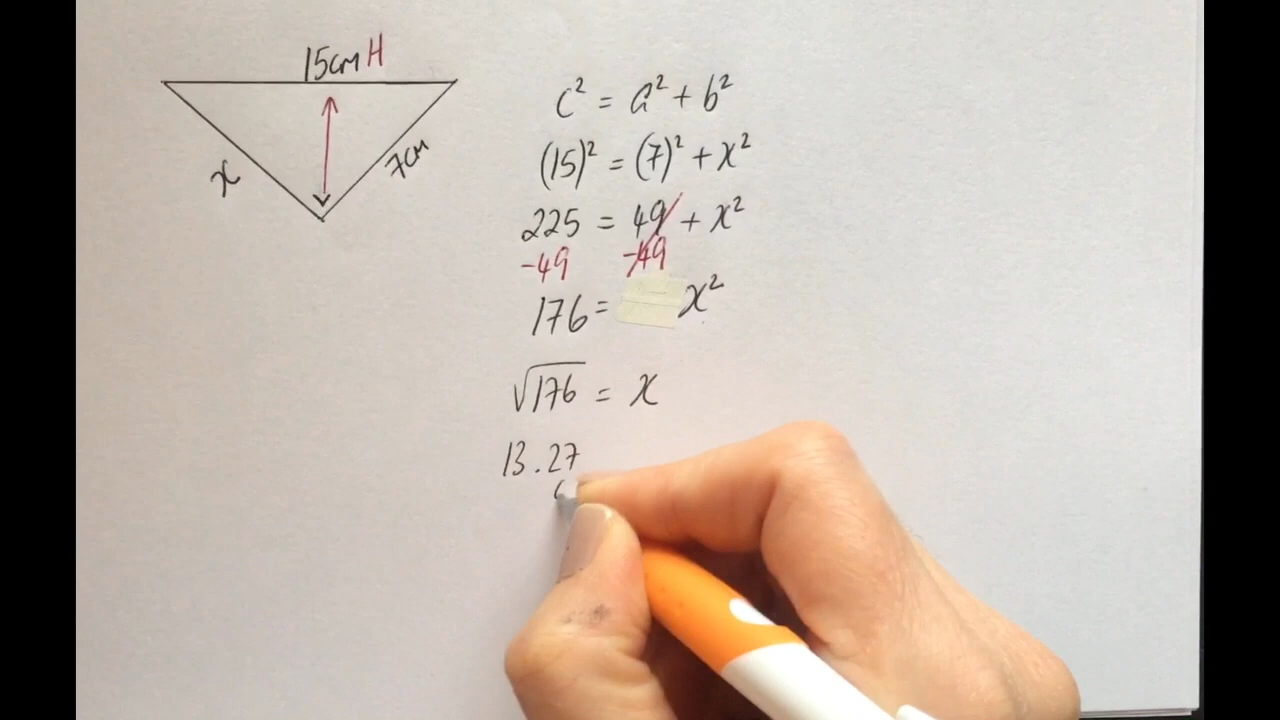 15cm H
x
7cm
c² = a² + b²
(15)² = (7)² + x²
225 = 49 + x²
-49 -49
176 = x²
√176 = x
13.27